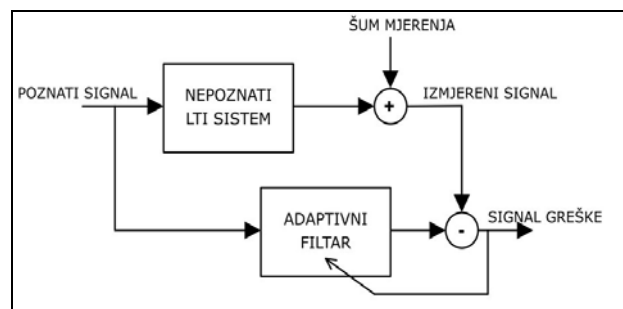 ŠUM MJERENJA
POZNATI SIGNAL
NEPOZNATI
LTI SISTEM
+
IZMJERENI SIGNAL
ADAPTIVNI
FILTAR
-
SIGNAL GREŠKE